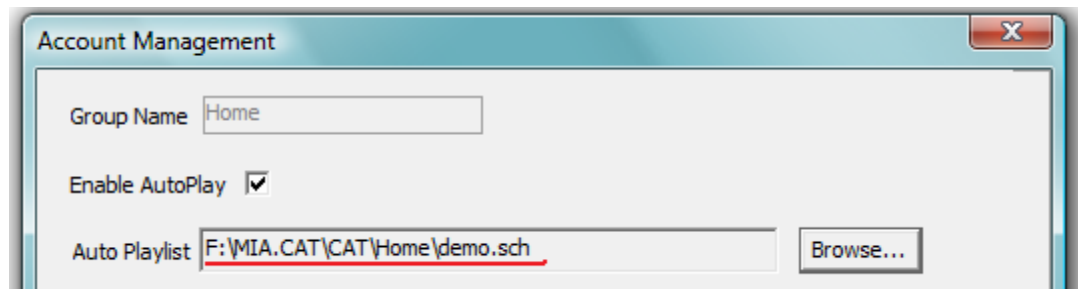 Account Management
X
Group Name Home
Enable AutoPlay
Auto Playlist F:\MIA.CAT\CAT\Home\demo.sch Browse...